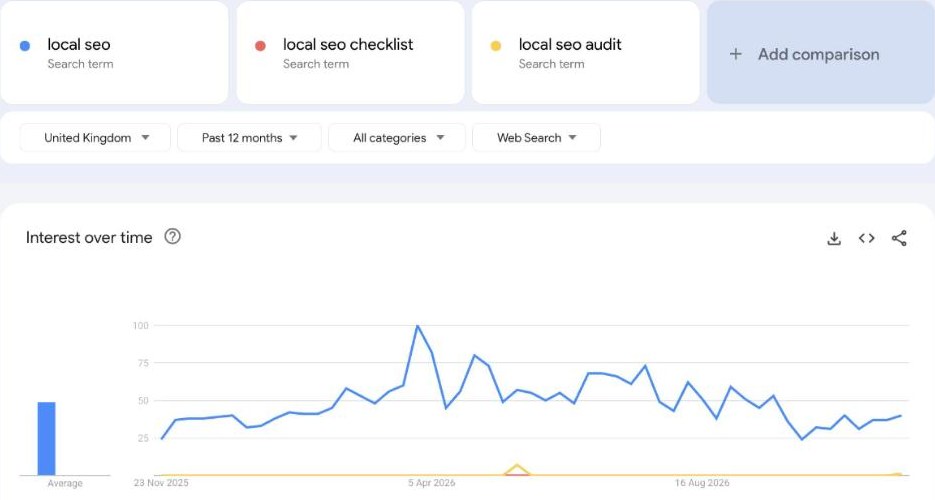 local seo
Search term
local seo checklist
Search term
local seo audit
Search term
+ Add comparison
United Kingdom
Past 12 months
All categories
Web Search
Interest over time
?
100
75
50
25
Average
23 Nov 2025
5 Apr 2026
16 Aug 2026